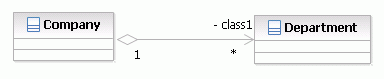 Company
- class1
Department
1
*